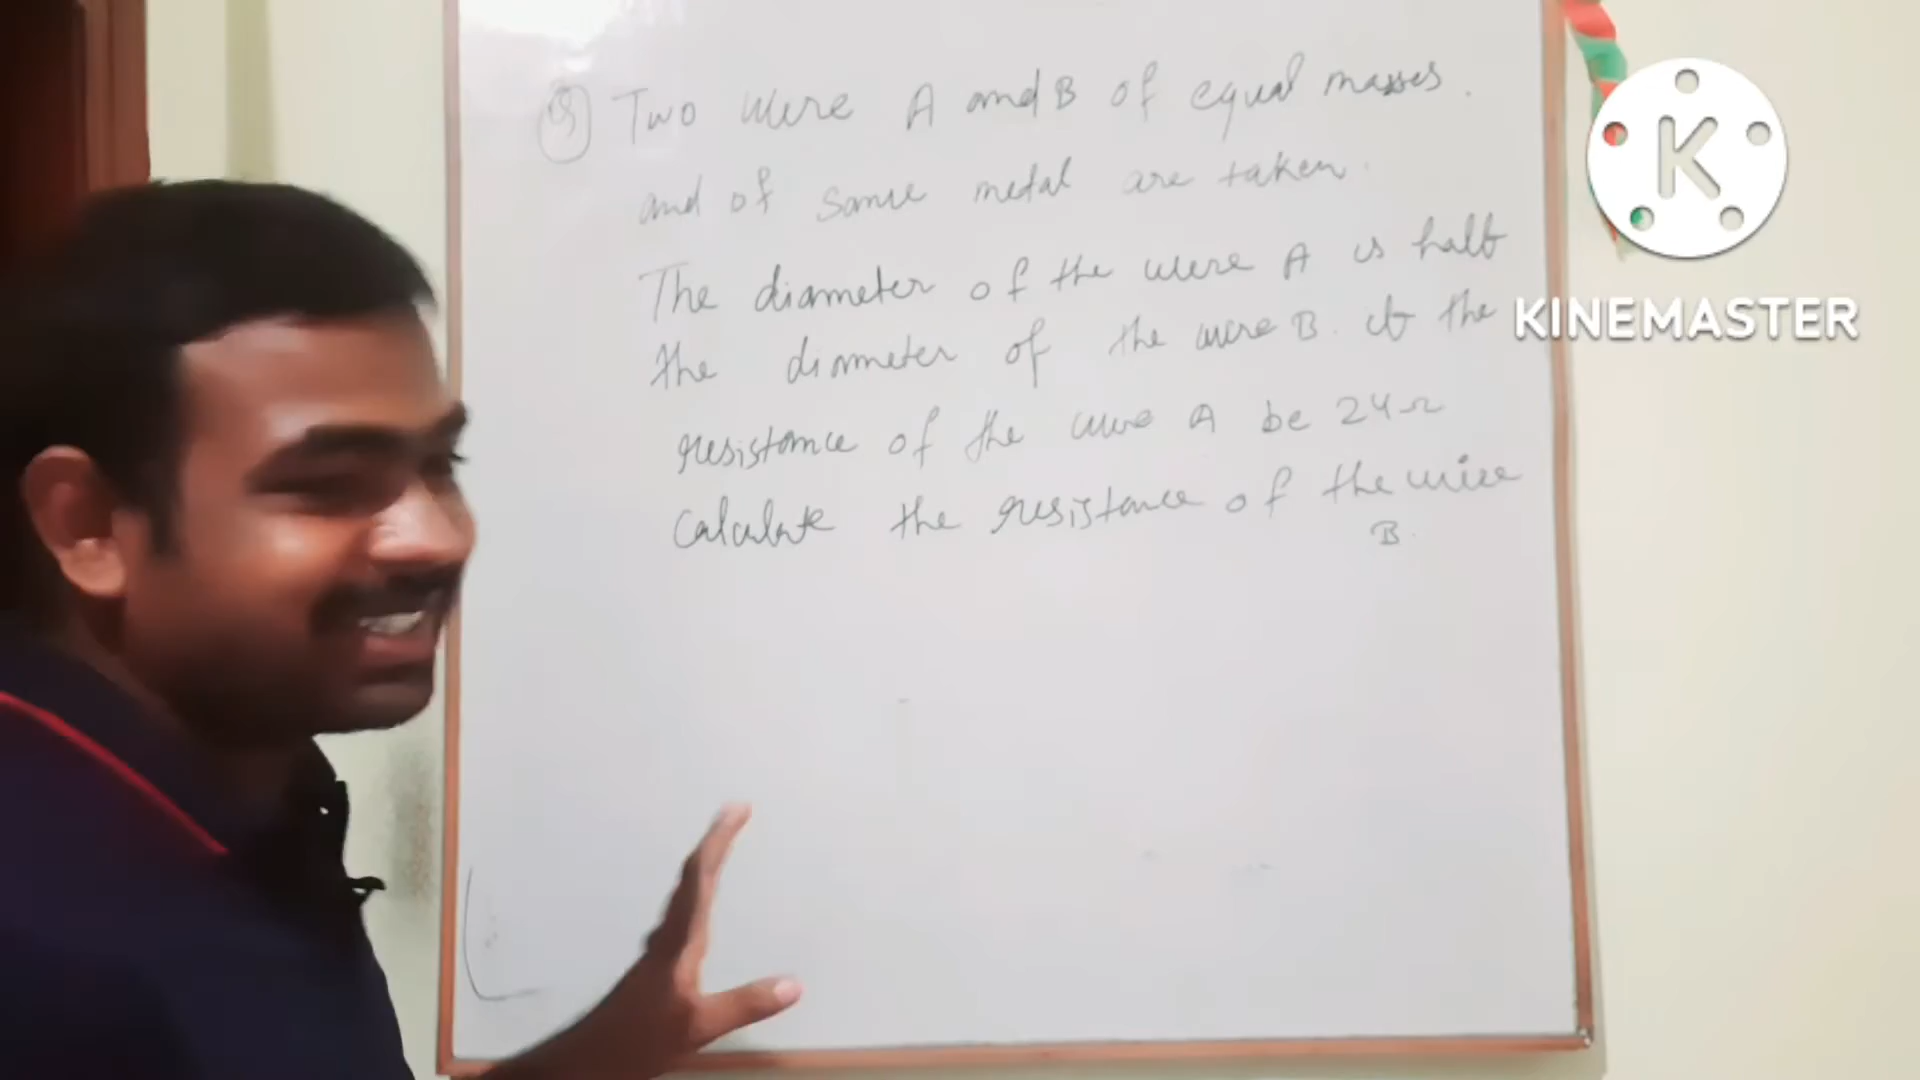 Q Two wire A and B of equal masses.
and of same metal are taken.
The diameter of the wire A is half
the diameter of the wire B. If the
resistance of the wire A be 24Ω
Calculate the resistance of the wire
B.
K
KINEMASTER